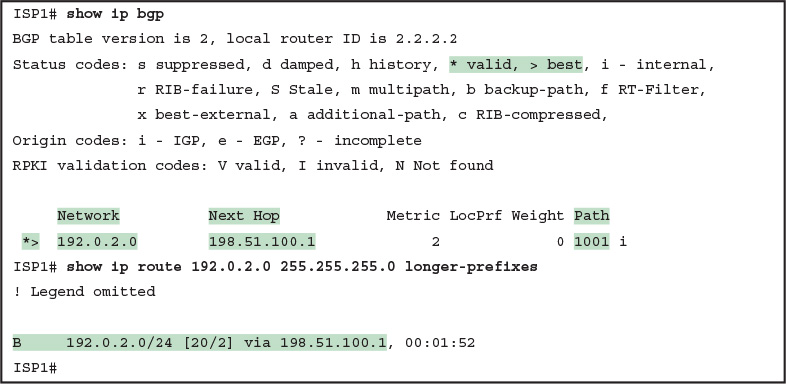 ISP1# show ip bgp
BGP table version is 2, local router ID is 2.2.2.2
Status codes: s suppressed, d damped, h history, * valid, > best, i - internal,
              r RIB-failure, S Stale, m multipath, b backup-path, f RT-Filter,
              x best-external, a additional-path, c RIB-compressed,
Origin codes: i - IGP, e - EGP, ? - incomplete
RPKI validation codes: V valid, I invalid, N Not found
     Network          Next Hop            Metric LocPrf Weight Path
 *>  192.0.2.0        198.51.100.1             2             0 1001 i
ISP1# show ip route 192.0.2.0 255.255.255.0 longer-prefixes
! Legend omitted
B     192.0.2.0/24 [20/2] via 198.51.100.1, 00:01:52
ISP1#